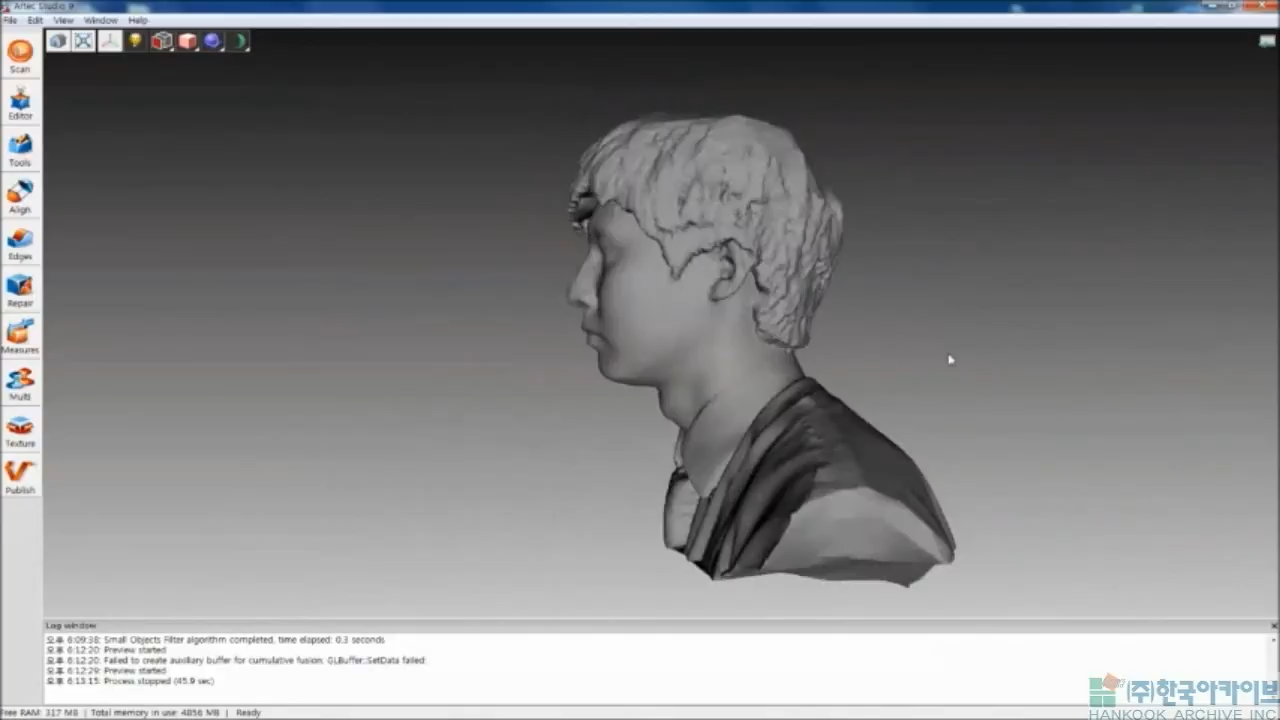 Artec Studio 9
File Edit View Window Help
Scan
Editor
Tools
Align
Edges
Repair
Measures
Multi
Texture
Publish
Log window
오후 6:09:38: Small Objects Filter algorithm completed, time elapsed: 0.3 seconds
오후 6:12:20: Preview started
오후 6:12:20: Failed to create auxiliary buffer for cumulative fusion. GLBuffer::SetData failed
오후 6:12:29: Preview started
오후 6:13:15: Process stopped (45.9 sec)
Free RAM: 317 MB | Total memory in use: 4856 MB | Ready
(주)한국아카이브
HANKOOK ARCHIVE INC